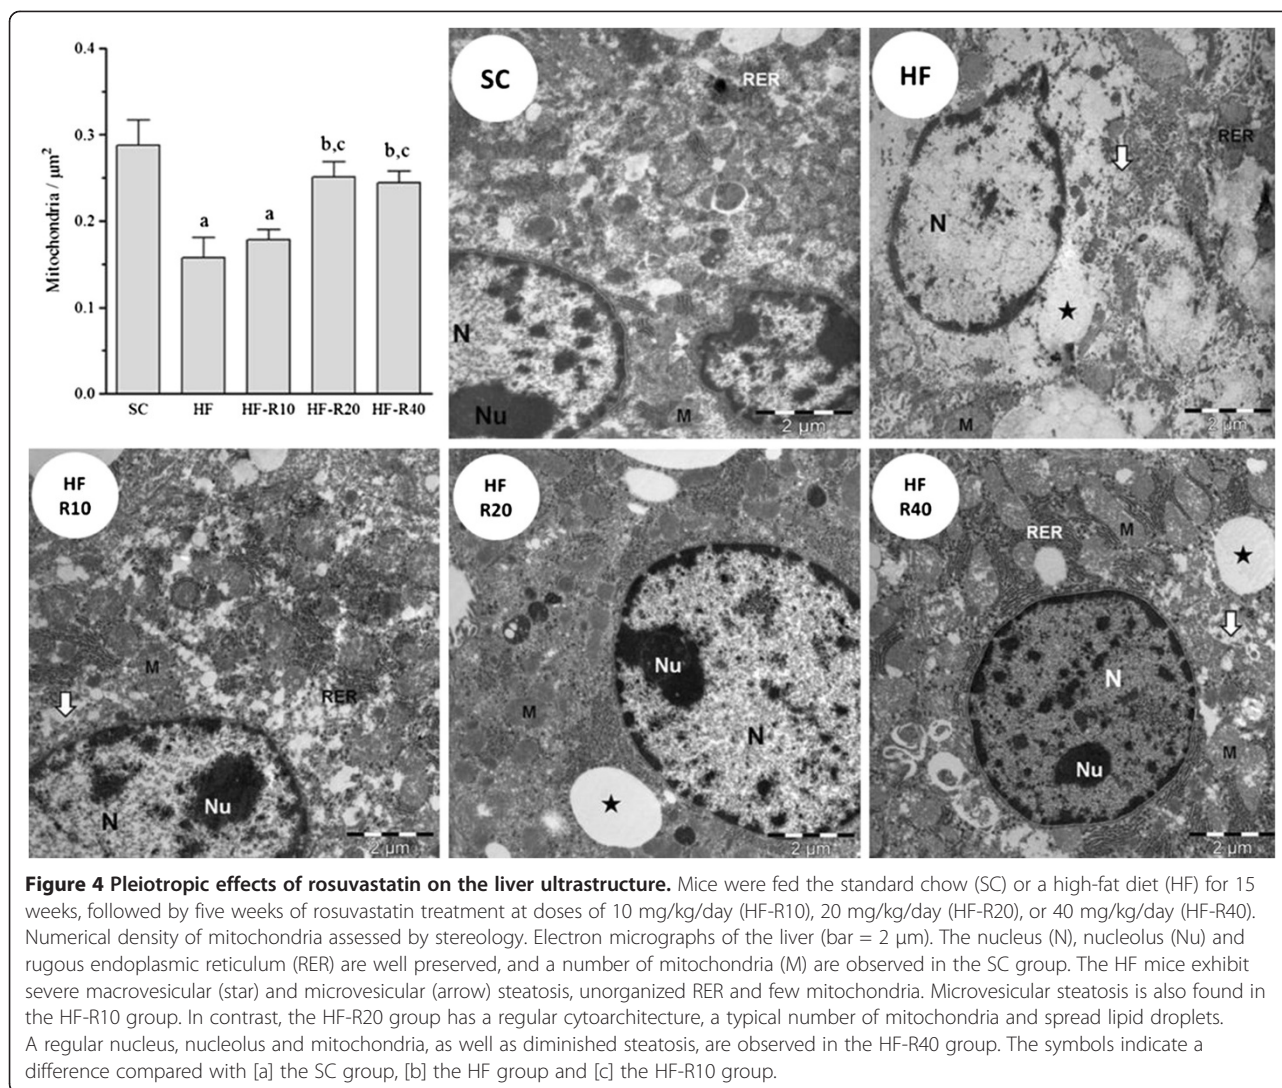 0.4
0.3
0.2
0.1
0.0
Mitochondria / µm²
a
a
b,c
b,c
SC
HF
HF-R10
HF-R20
HF-R40
SC
RER
N
Nu
M
2 µm
HF
RER
N
M
2 µm
HF
R10
M
RER
N
Nu
2 µm
HF
R20
Nu
M
N
2 µm
HF
R40
RER
M
N
Nu
M
2 µm
Figure 4 Pleiotropic effects of rosuvastatin on the liver ultrastructure. Mice were fed the standard chow (SC) or a high-fat diet (HF) for 15
weeks, followed by five weeks of rosuvastatin treatment at doses of 10 mg/kg/day (HF-R10), 20 mg/kg/day (HF-R20), or 40 mg/kg/day (HF-R40).
Numerical density of mitochondria assessed by stereology. Electron micrographs of the liver (bar = 2 µm). The nucleus (N), nucleolus (Nu) and
rugous endoplasmic reticulum (RER) are well preserved, and a number of mitochondria (M) are observed in the SC group. The HF mice exhibit
severe macrovesicular (star) and microvesicular (arrow) steatosis, unorganized RER and few mitochondria. Microvesicular steatosis is also found in
the HF-R10 group. In contrast, the HF-R20 group has a regular cytoarchitecture, a typical number of mitochondria and spread lipid droplets.
A regular nucleus, nucleolus and mitochondria, as well as diminished steatosis, are observed in the HF-R40 group. The symbols indicate a
difference compared with [a] the SC group, [b] the HF group and [c] the HF-R10 group.